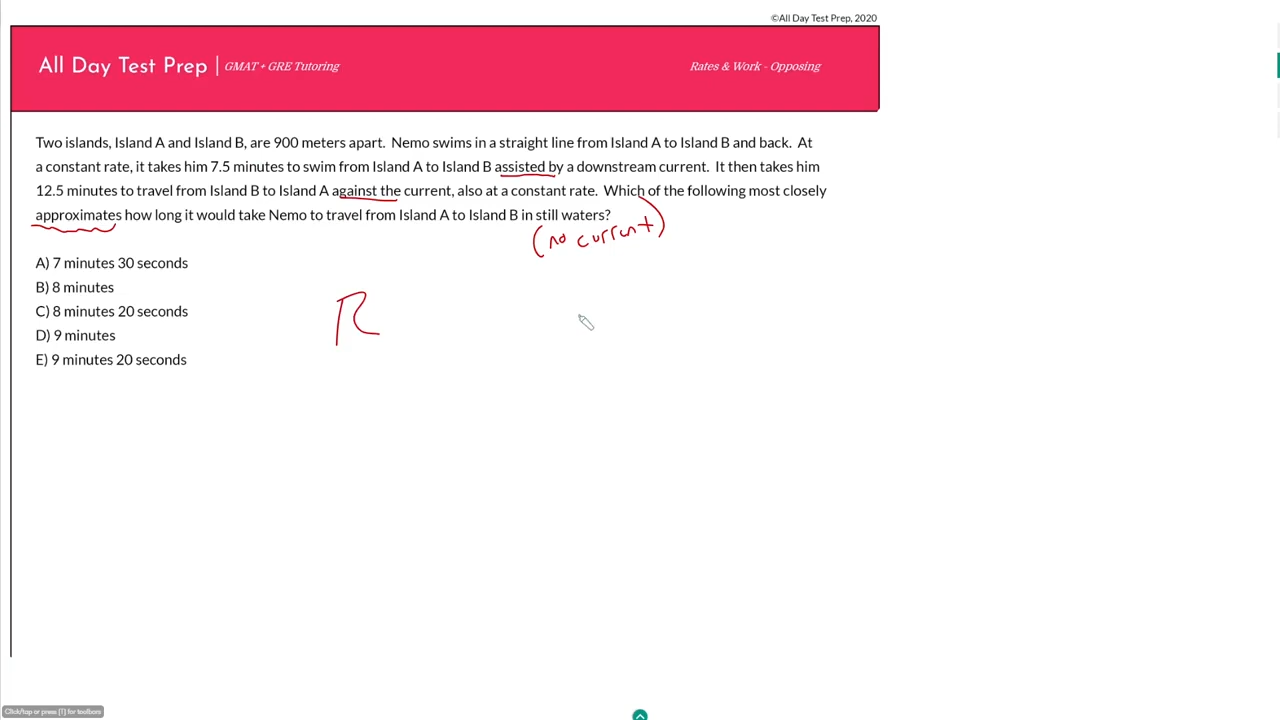 ©All Day Test Prep, 2020
All Day Test Prep | GMAT + GRE Tutoring
Rates & Work - Opposing
Two islands, Island A and Island B, are 900 meters apart. Nemo swims in a straight line from Island A to Island B and back. At
a constant rate, it takes him 7.5 minutes to swim from Island A to Island B assisted by a downstream current. It then takes him
12.5 minutes to travel from Island B to Island A against the current, also at a constant rate. Which of the following most closely
approximates how long it would take Nemo to travel from Island A to Island B in still waters?
(no current)
A) 7 minutes 30 seconds
B) 8 minutes
C) 8 minutes 20 seconds
D) 9 minutes
E) 9 minutes 20 seconds
R
Click/tap or press [T] for toolbars